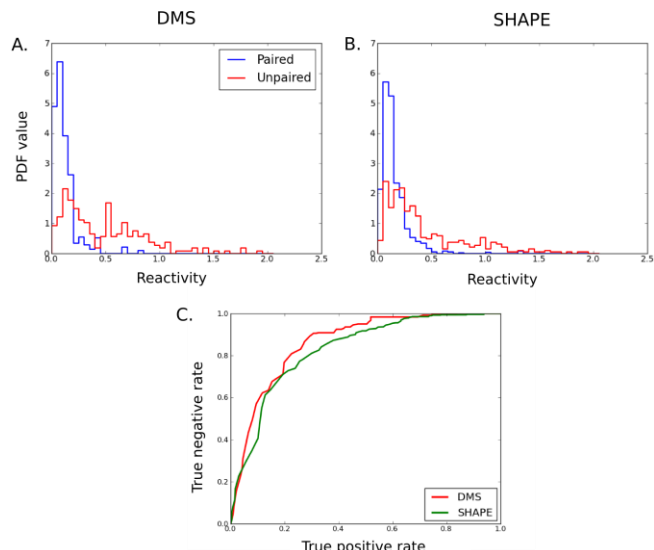 DMS
SHAPE
A.
7
6
5
4
3
2
1
0
0.0 0.5 1.0 1.5 2.0 2.5
PDF value
Reactivity
Paired
Unpaired
B.
7
6
5
4
3
2
1
0
0.0 0.5 1.0 1.5 2.0 2.5
Reactivity
C.
1.0
0.8
0.6
0.4
0.2
0.0
0.0 0.2 0.4 0.6 0.8 1.0
True negative rate
DMS
SHAPE
True positive rate